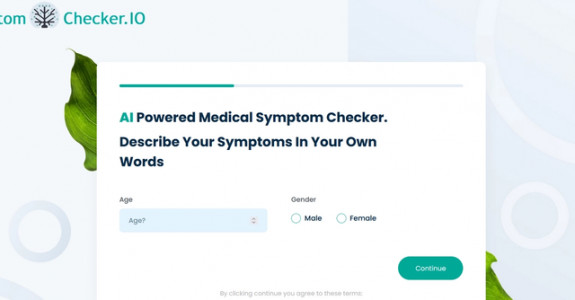 tom Checker.IO
AI Powered Medical Symptom Checker.
Describe Your Symptoms In Your Own
Words
Age Gender
Age? Male Female
Continue
By clicking continue you agree to these terms: